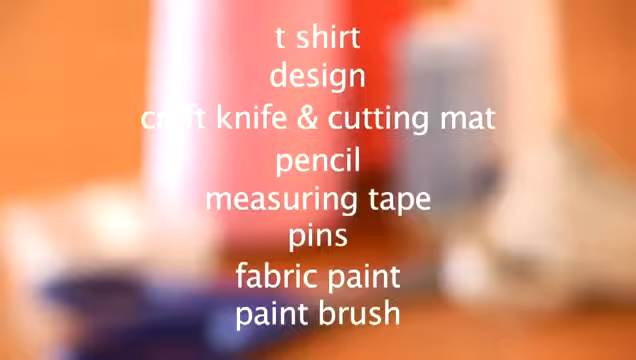 t shirt
design
craft knife & cutting mat
pencil
measuring tape
pins
fabric paint
paint brush